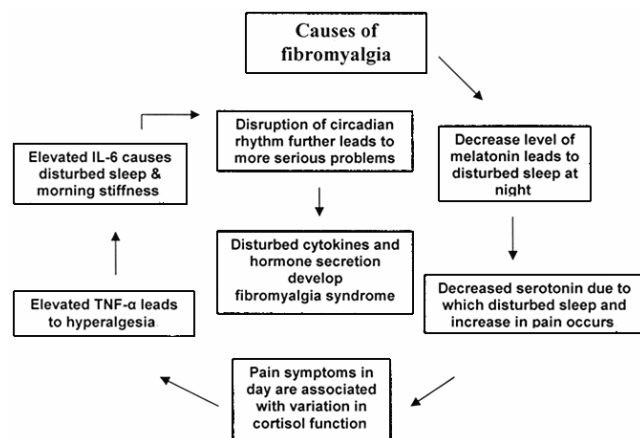 Causes of
fibromyalgia
Disruption of circadian
rhythm further leads to
more serious problems
Decrease level of
melatonin leads to
disturbed sleep at
night
Elevated IL-6 causes
disturbed sleep &
morning stiffness
Disturbed cytokines and
hormone secretion
develop
fibromyalgia syndrome
Decreased serotonin due to
which disturbed sleep and
increase in pain occurs
Elevated TNF-α leads
to hyperalgesia
Pain symptoms in
day are associated
with variation in
cortisol function